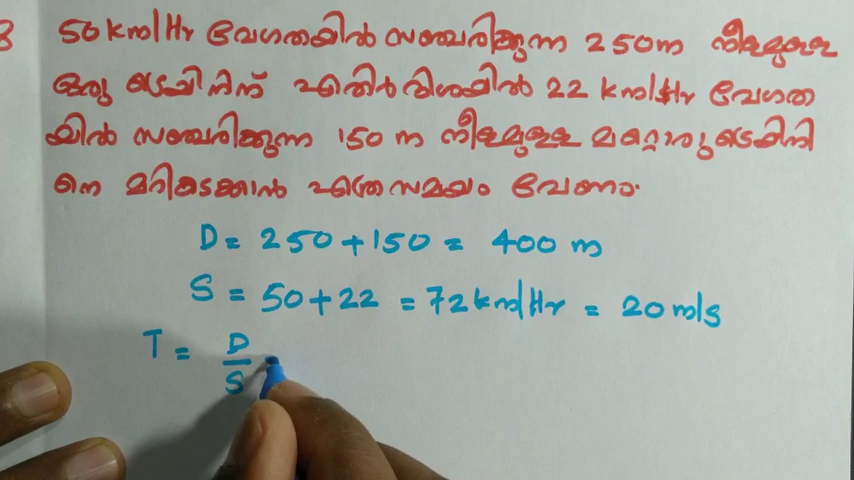 8 50 km/Hr വേഗതയിൽ സഞ്ചരിക്കുന്ന 250 m നീളമുള്ള
ഒരു ട്രെയിനിന് എതിർദിശയിൽ 22 km/Hr വേഗത
യിൽ സഞ്ചരിക്കുന്ന 150 m നീളമുള്ള മറ്റൊരു ട്രെയിനി
നെ മറികടക്കാൻ എത്ര സമയം വേണം.
D = 250 + 150 = 400 m
S = 50 + 22 = 72 km/Hr = 20 m/s
T = D/S